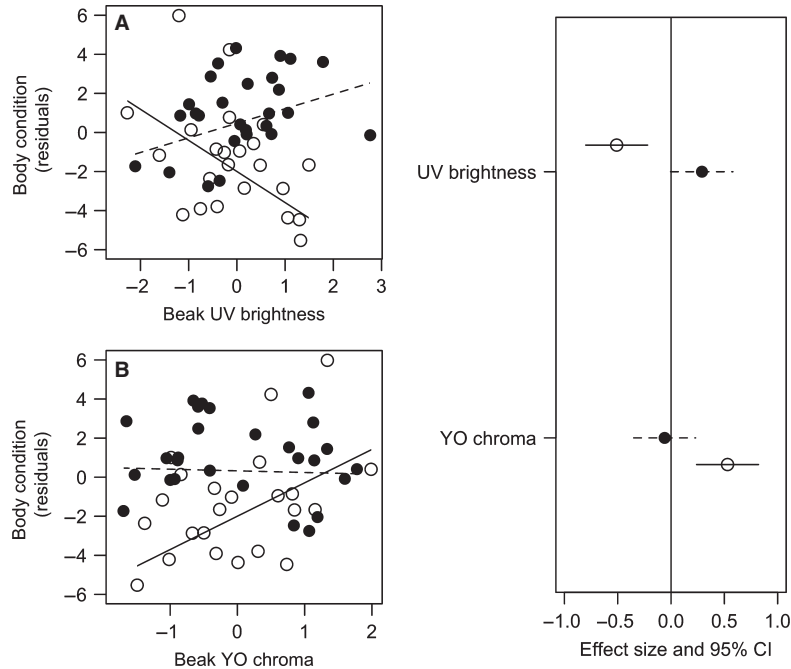 A
Body condition
(residuals)
6
4
2
0
−2
−4
−6
−2 −1 0 1 2 3
Beak UV brightness
B
Body condition
(residuals)
6
4
2
0
−2
−4
−6
−1 0 1 2
Beak YO chroma
UV brightness
YO chroma
−1.0 −0.5 0.0 0.5 1.0
Effect size and 95% CI